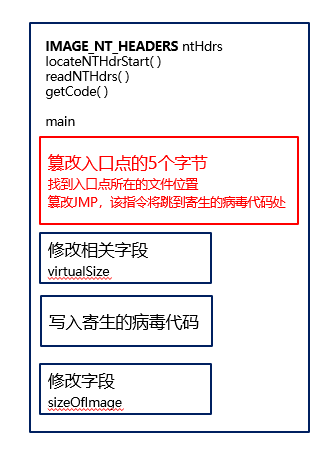 IMAGE_NT_HEADERS ntHdrs
locateNTHdrStart( )
readNTHdrs( )
getCode( )
main
篡改入口点的5个字节
找到入口点所在的文件位置
篡改JMP，该指令将跳到寄生的病毒代码处
修改相关字段
virtualSize
写入寄生的病毒代码
修改字段
sizeOfImage